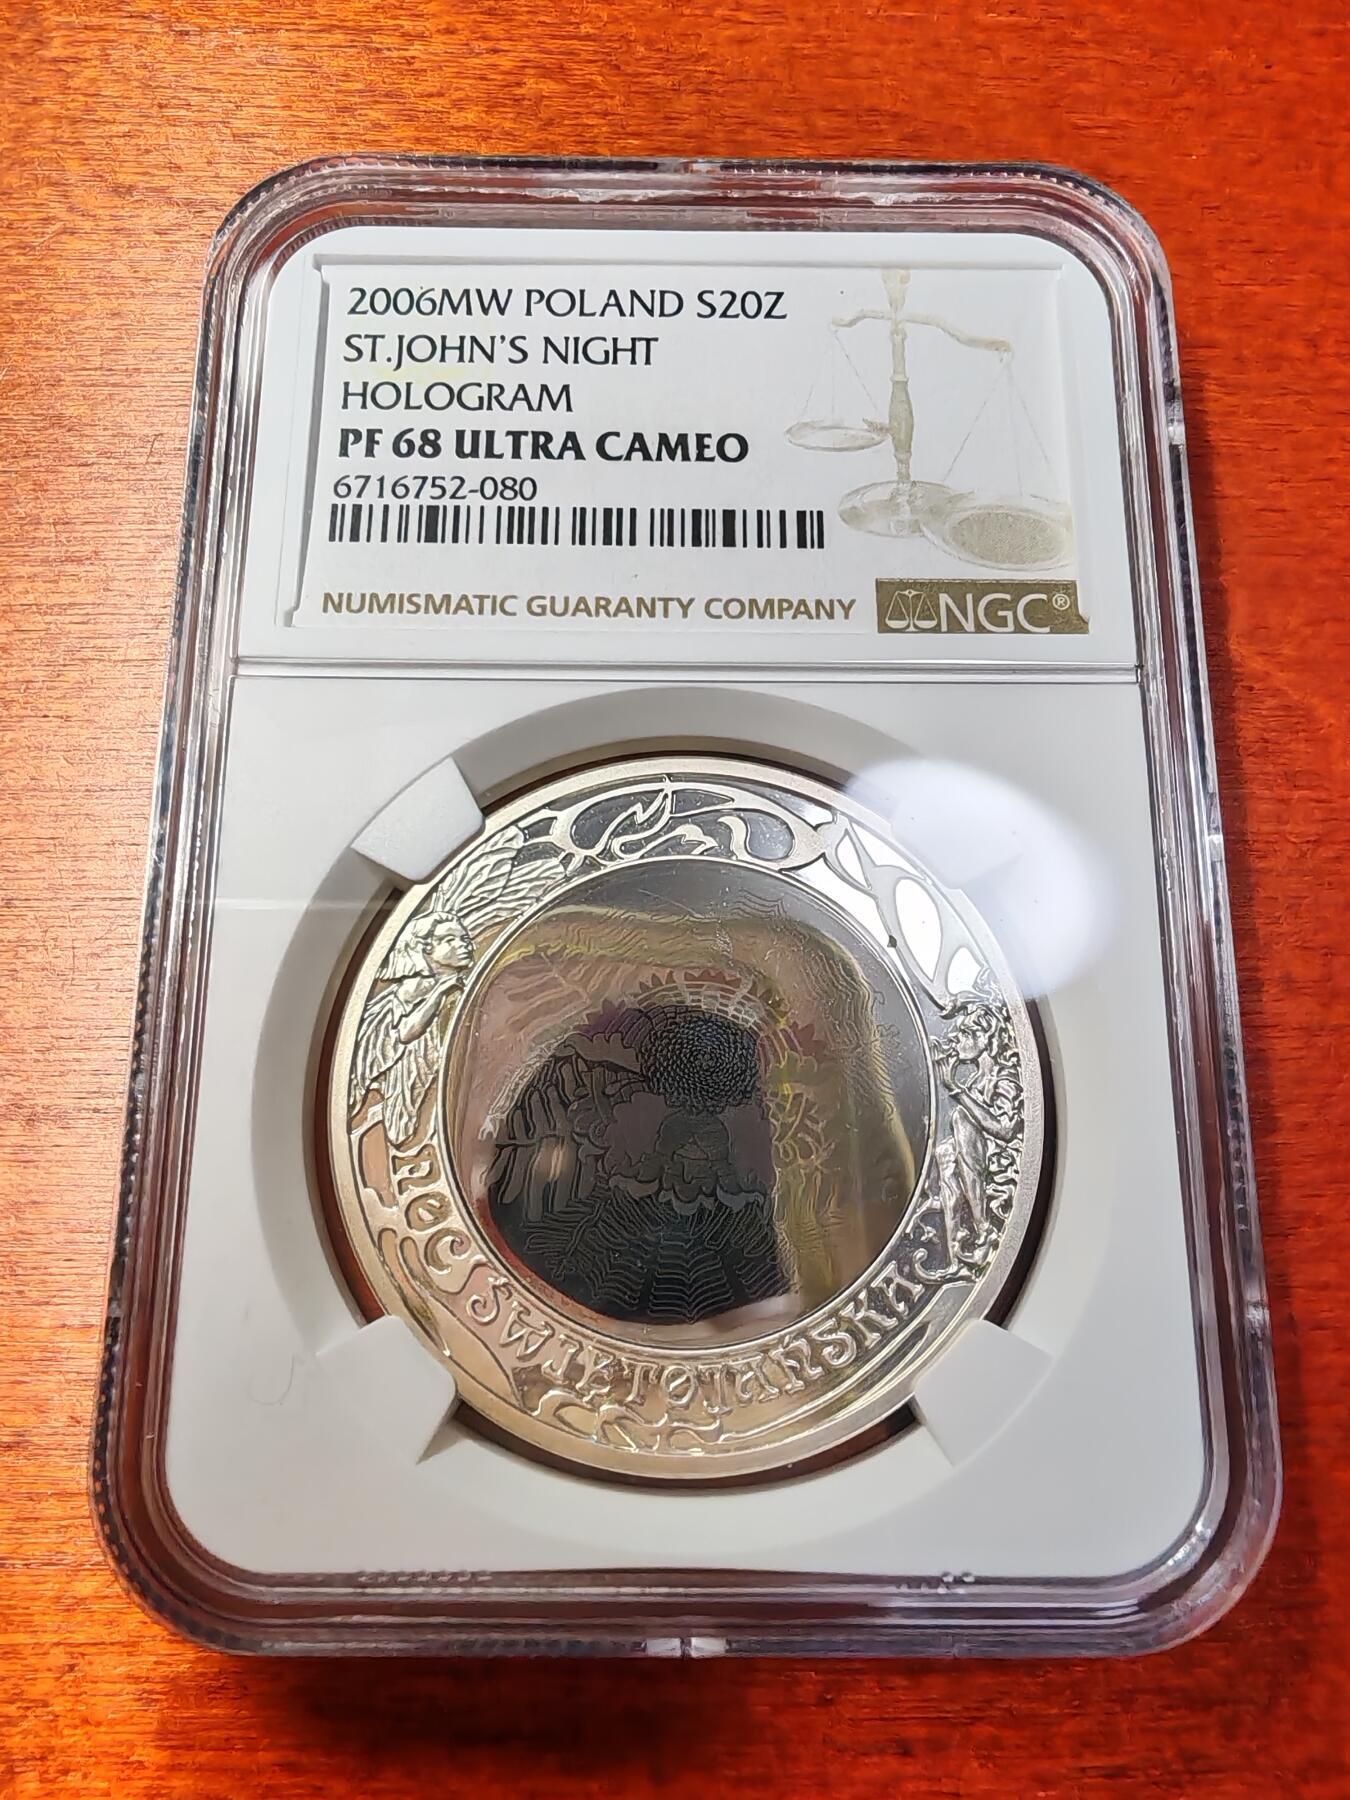 2006MW POLAND S20Z
ST.JOHN'S NIGHT
HOLOGRAM
PF 68 ULTRA CAMEO
6716752-080
NUMISMATIC GUARANTY COMPANY NGC®
NOC ŚWIĘTOJAŃSKA